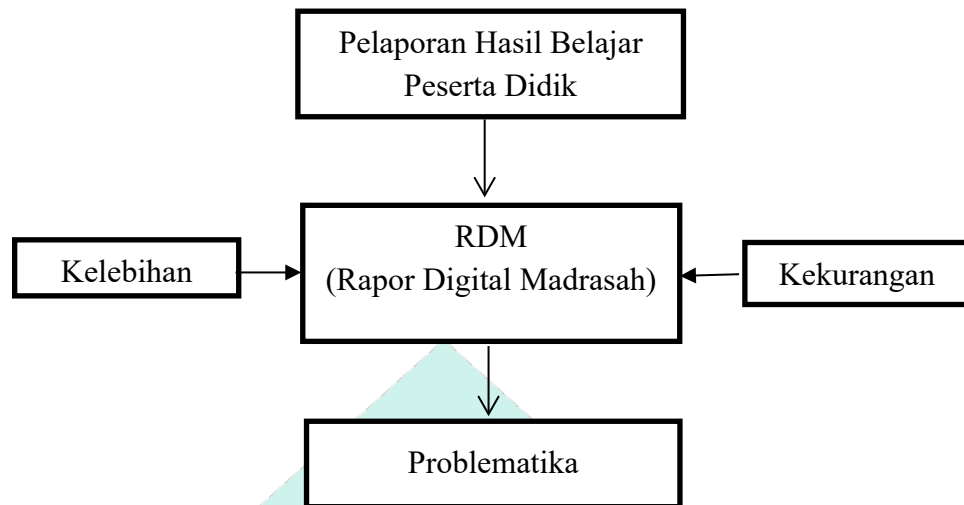 Pelaporan Hasil Belajar
Peserta Didik
RDM
(Rapor Digital Madrasah)
Kelebihan
Kekurangan
Problematika